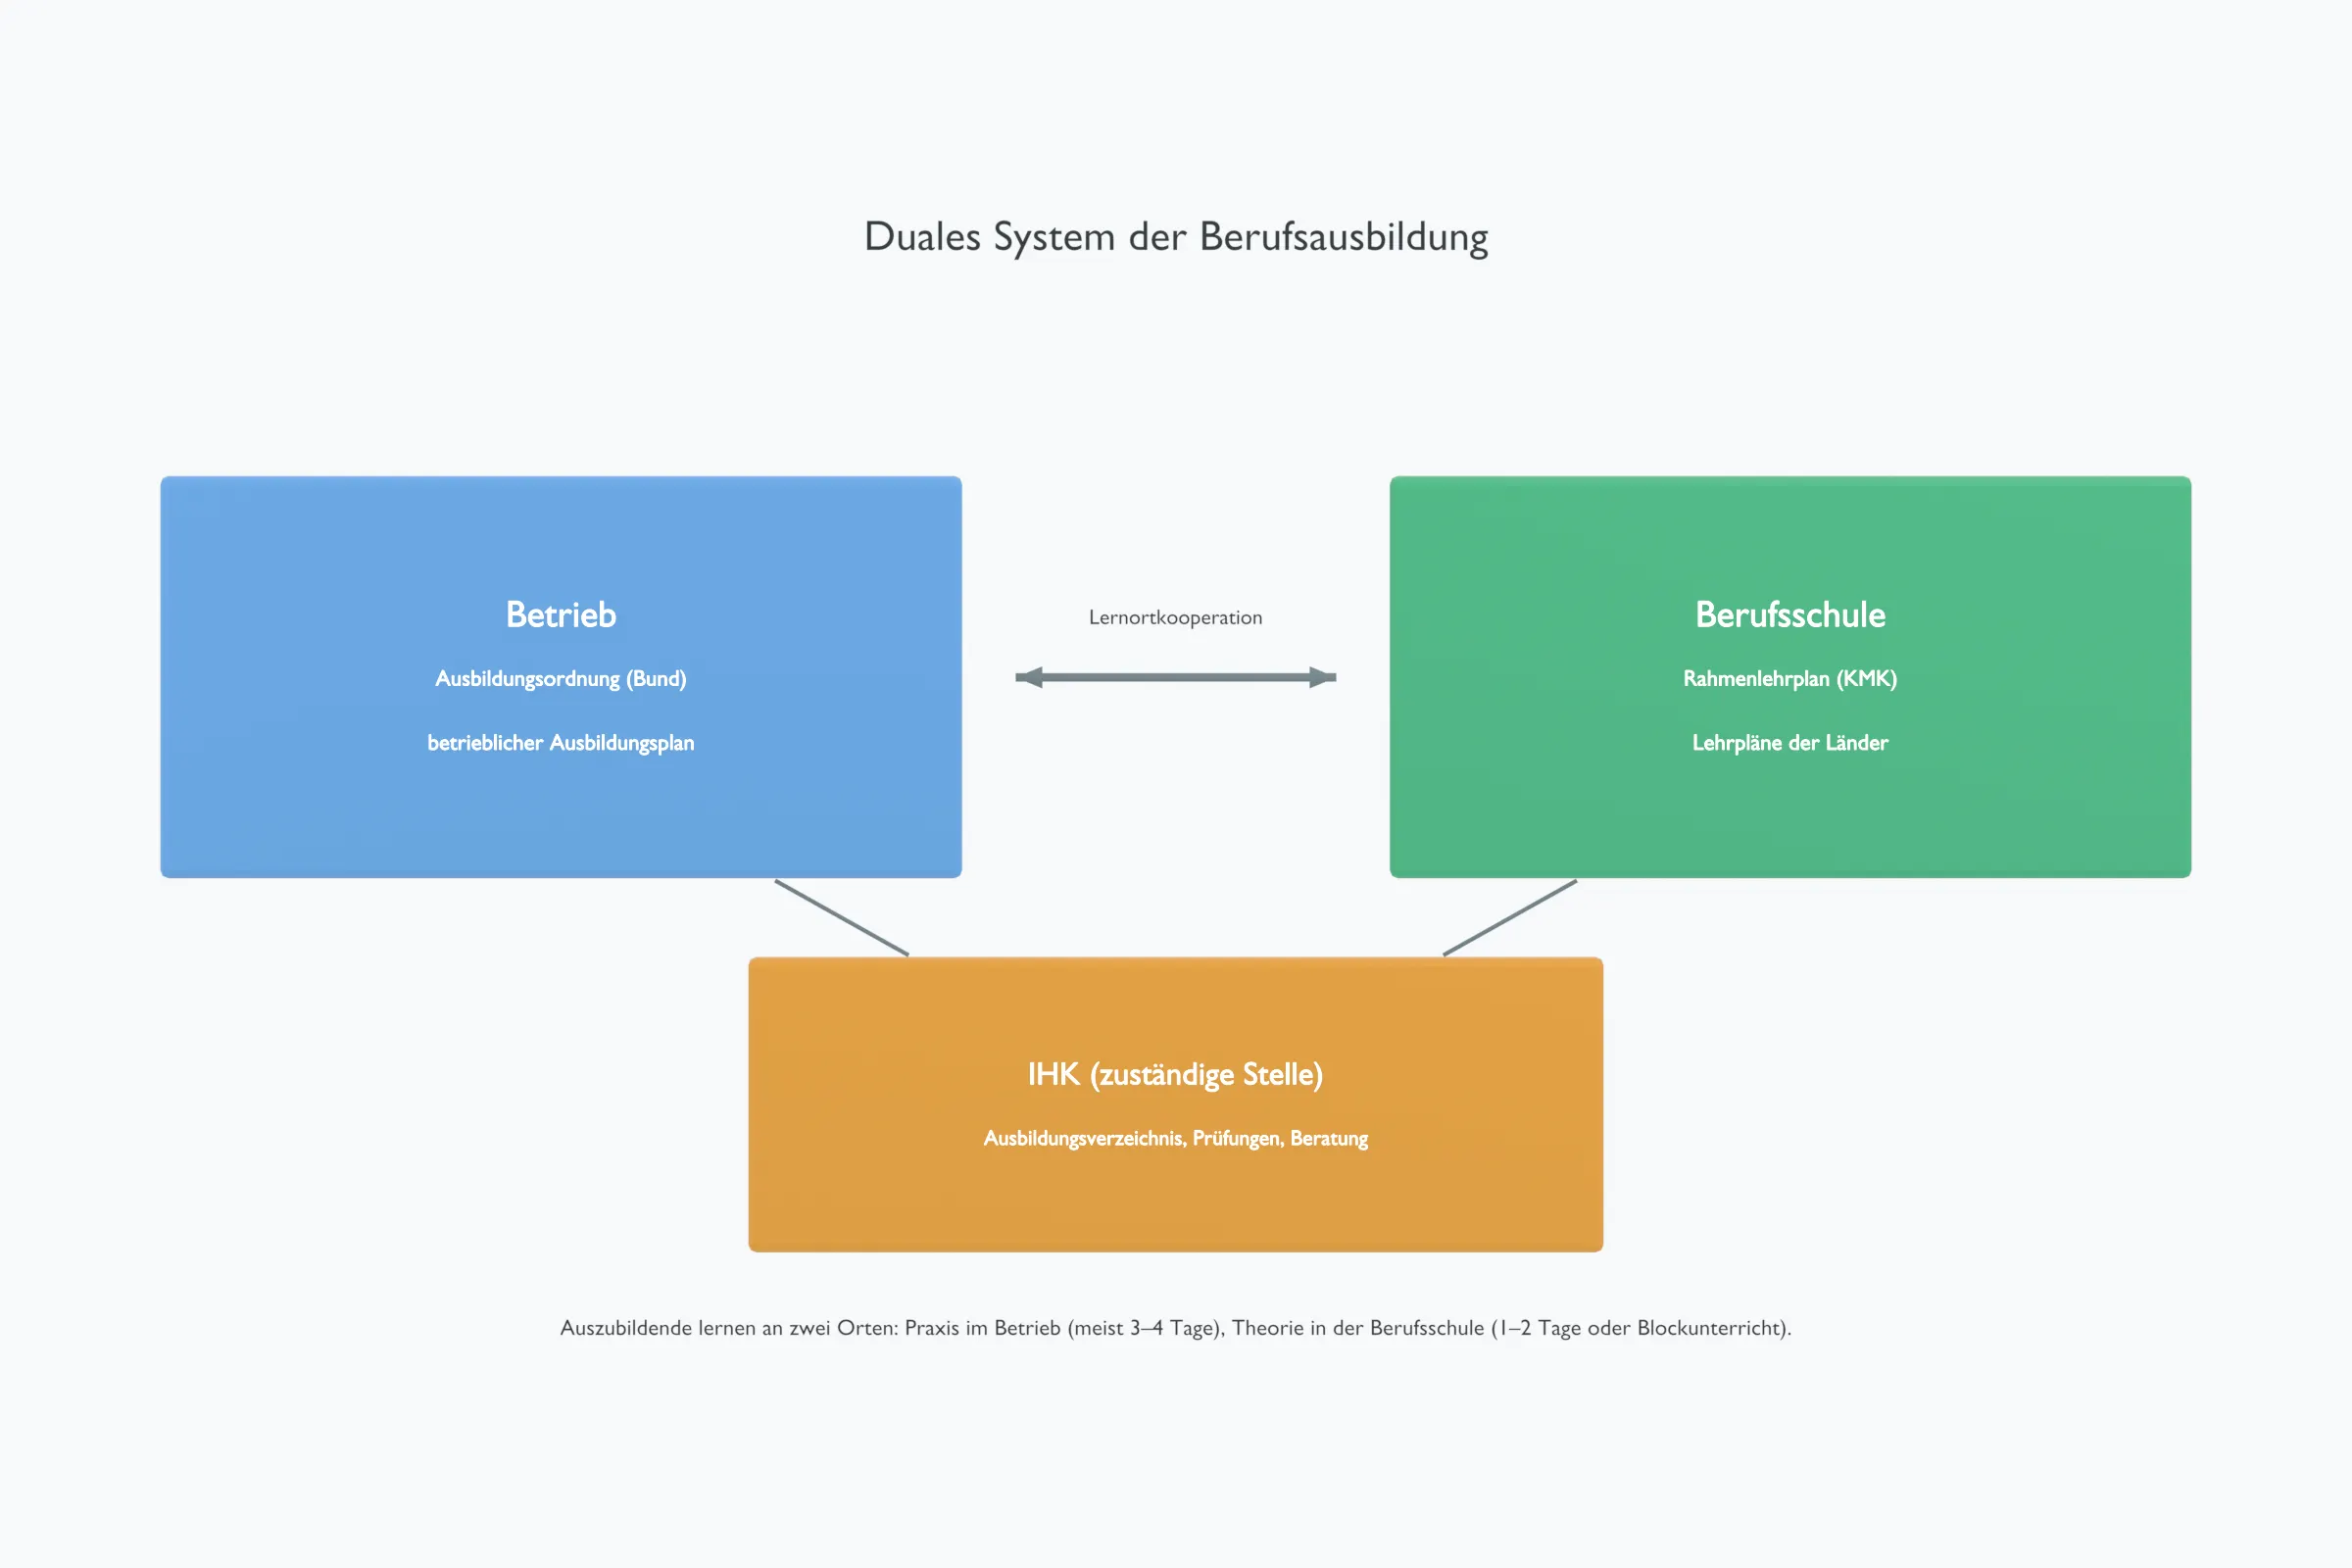 Duales System der Berufsausbildung
Betrieb
Ausbildungsordnung (Bund)
betrieblicher Ausbildungsplan
Lernortkooperation
Berufsschule
Rahmenlehrplan (KMK)
Lehrpläne der Länder
IHK (zuständige Stelle)
Ausbildungsverzeichnis, Prüfungen, Beratung
Auszubildende lernen an zwei Orten: Praxis im Betrieb (meist 3–4 Tage), Theorie in der Berufsschule (1–2 Tage oder Blockunterricht).